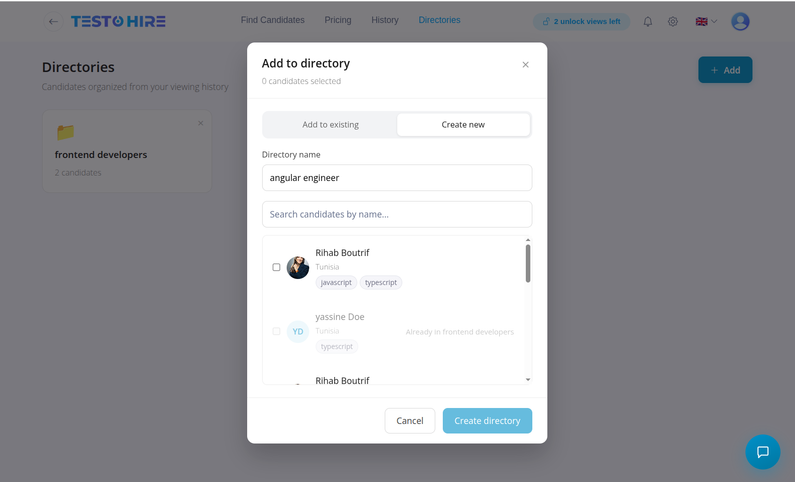 TESTOHIRE
Find Candidates Pricing History Directories
2 unlock views left
Directories
Candidates organized from your viewing history
+ Add
frontend developers
2 candidates
Add to directory
0 candidates selected
Add to existing
Create new
Directory name
angular engineer
Search candidates by name...
Rihab Boutrif
Tunisia
javascript typescript
YD
yassine Doe
Tunisia
Already in frontend developers
typescript
Rihab Boutrif
Cancel
Create directory